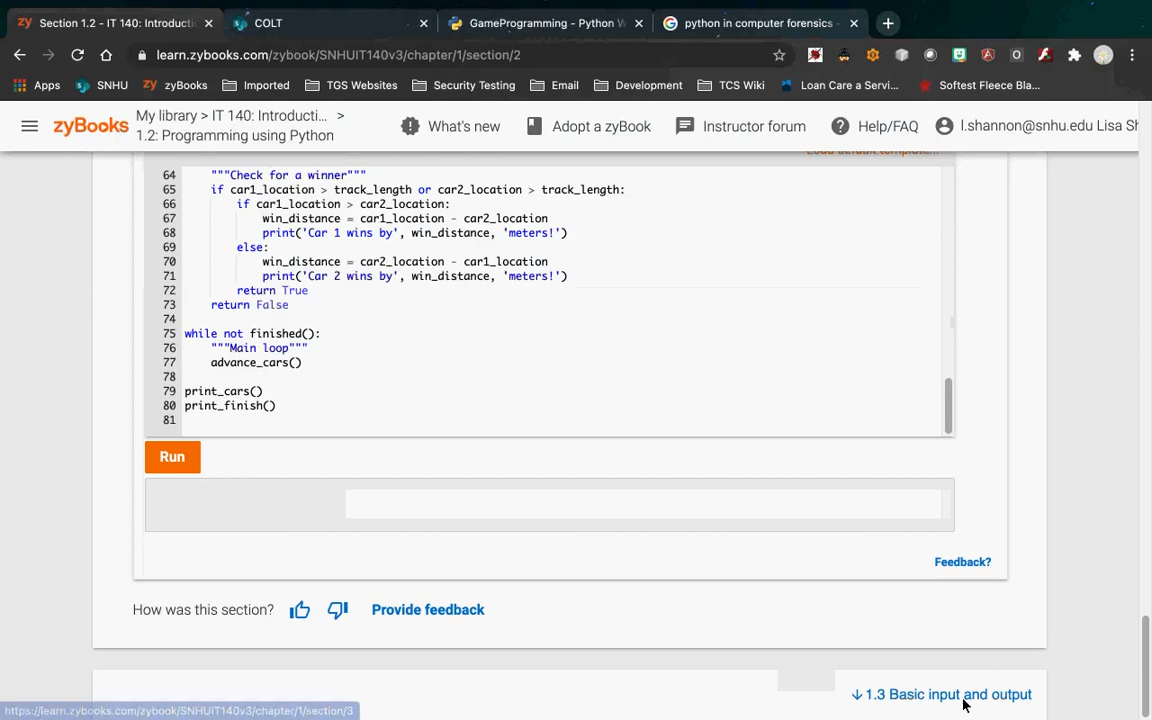 Section 1.2 - IT 140: Introducti
COLT
GameProgramming - Python W
python in computer forensics -
learn.zybooks.com/zybook/SNHUIT140v3/chapter/1/section/2
Apps
SNHU
zyBooks
Imported
TGS Websites
Security Testing
Email
Development
TCS Wiki
Loan Care a Servi...
Softest Fleece Bla...
zyBooks
My library > IT 140: Introducti... >
1.2: Programming using Python
What's new
Adopt a zyBook
Instructor forum
Help/FAQ
l.shannon@snhu.edu Lisa Sh
Load default template...
64 """Check for a winner"""
65 if car1_location > track_length or car2_location > track_length:
66 if car1_location > car2_location:
67 win_distance = car1_location - car2_location
68 print('Car 1 wins by', win_distance, 'meters!')
69 else:
70 win_distance = car2_location - car1_location
71 print('Car 2 wins by', win_distance, 'meters!')
72 return True
73 return False
74
75 while not finished():
76 """Main loop"""
77 advance_cars()
78
79 print_cars()
80 print_finish()
81
Run
Feedback?
How was this section?
Provide feedback
↓ 1.3 Basic input and output
https://learn.zybooks.com/zybook/SNHUIT140v3/chapter/1/section/3